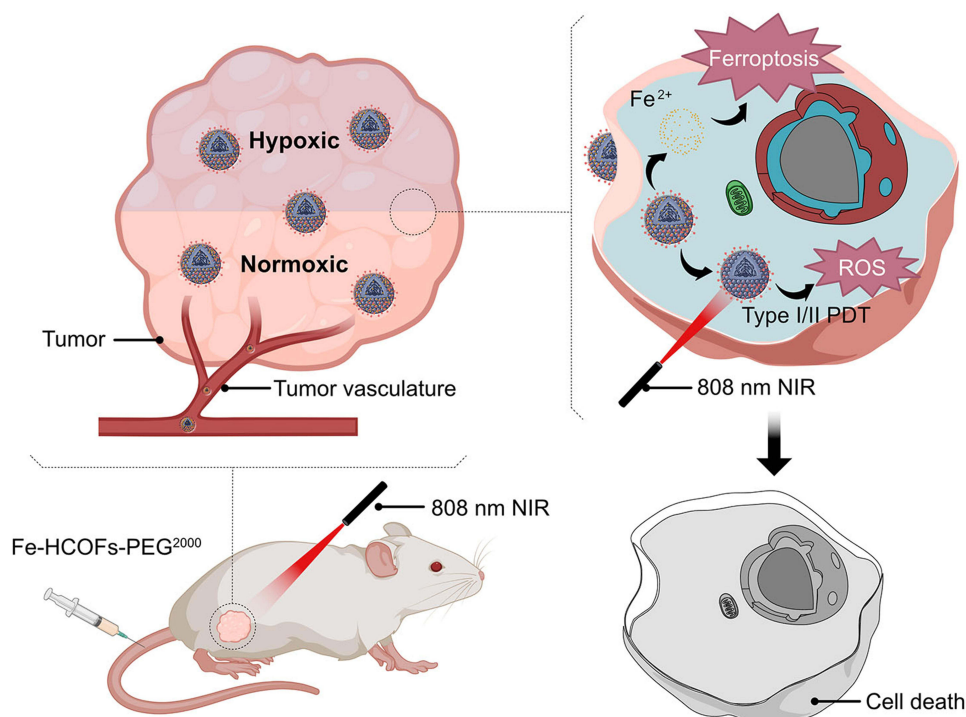 Hypoxic
Normoxic
Tumor
Tumor vasculature
Ferroptosis
Fe²⁺
ROS
Type I/II PDT
808 nm NIR
808 nm NIR
Fe-HCOFs-PEG²⁰⁰⁰
Cell death